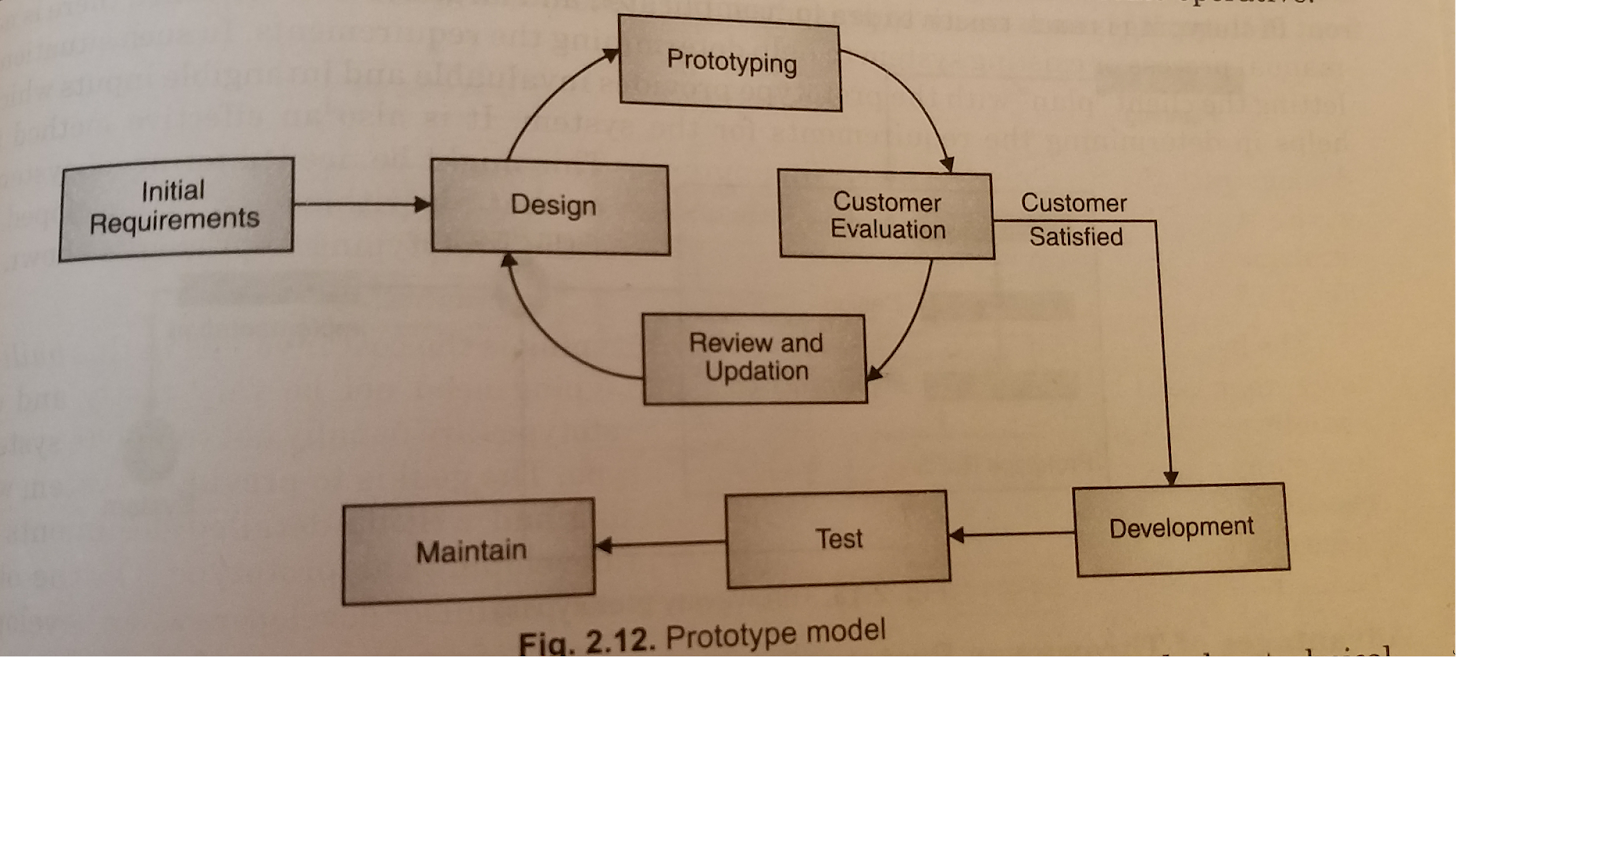 Prototyping
Initial
Requirements
Design
Customer
Evaluation
Customer
Satisfied
Review and
Updation
Maintain
Test
Development
Fig. 2.12. Prototype model